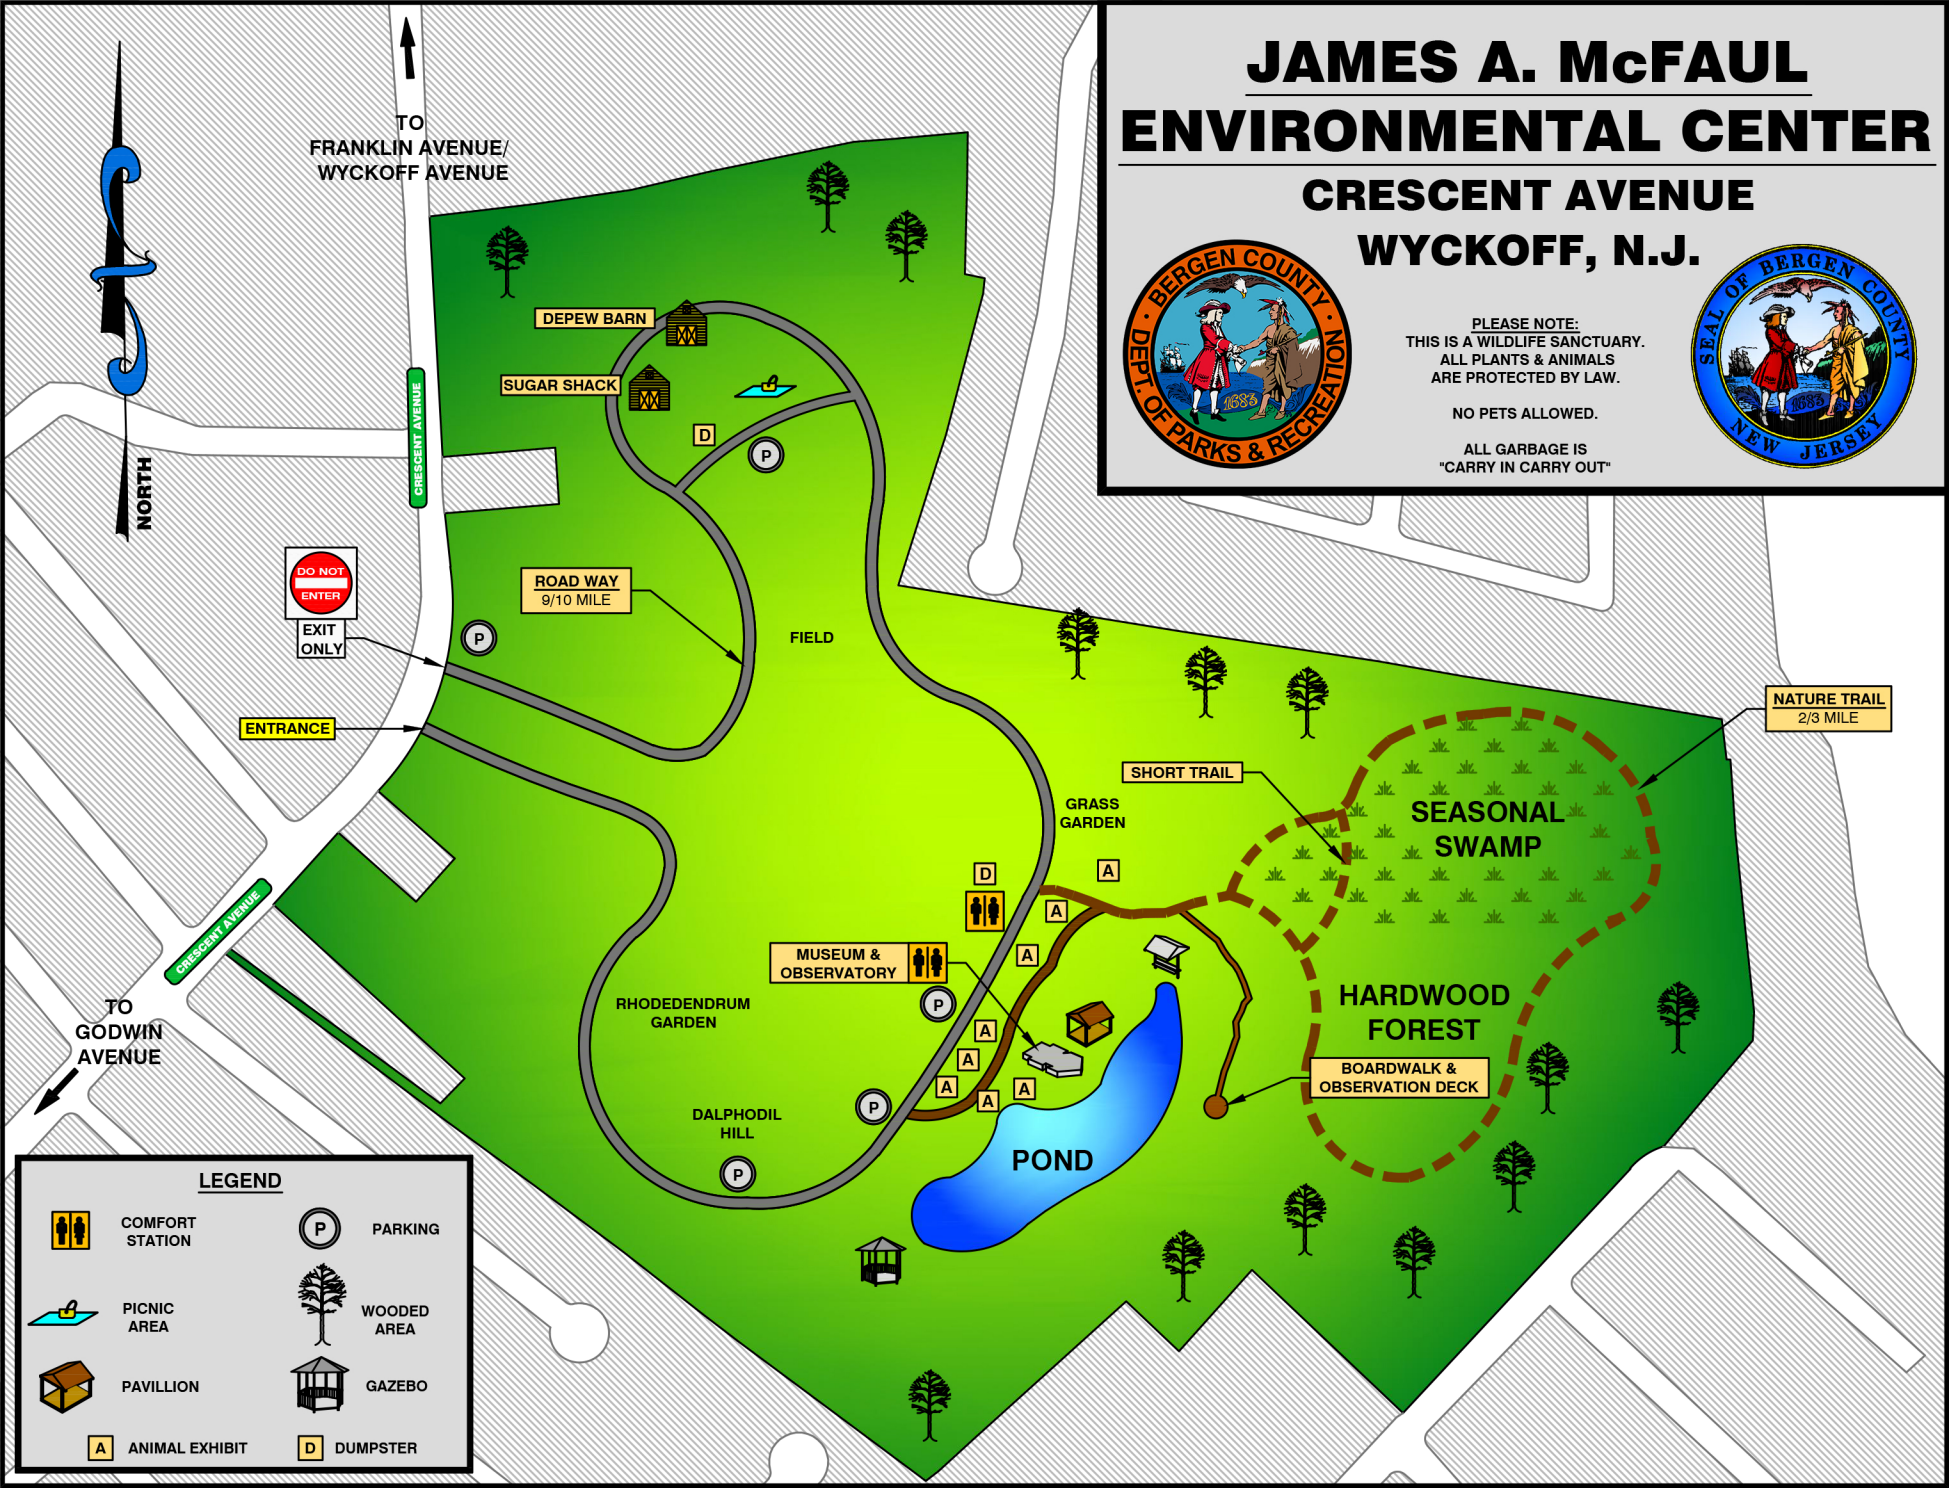 JAMES A. McFAUL
ENVIRONMENTAL CENTER
CRESCENT AVENUE
WYCKOFF, N.J.
BERGEN COUNTY
DEPT. OF PARKS & RECREATION
1683
SEAL OF BERGEN COUNTY
NEW JERSEY
1683
PLEASE NOTE:
THIS IS A WILDLIFE SANCTUARY.
ALL PLANTS & ANIMALS
ARE PROTECTED BY LAW.
NO PETS ALLOWED.
ALL GARBAGE IS
"CARRY IN CARRY OUT"
TO
FRANKLIN AVENUE/
WYCKOFF AVENUE
NORTH
CRESCENT AVENUE
DEPEW BARN
SUGAR SHACK
D
P
DO NOT
ENTER
EXIT
ONLY
P
ROAD WAY
9/10 MILE
FIELD
ENTRANCE
NATURE TRAIL
2/3 MILE
SHORT TRAIL
GRASS
GARDEN
SEASONAL
SWAMP
D
A
A
A
MUSEUM &
OBSERVATORY
P
RHODEDENDRUM
GARDEN
HARDWOOD
FOREST
A
A
A
A
A
BOARDWALK &
OBSERVATION DECK
P
DALPHODIL
HILL
P
POND
CRESCENT AVENUE
TO
GODWIN
AVENUE
LEGEND
COMFORT
STATION
P
PARKING
PICNIC
AREA
WOODED
AREA
PAVILLION
GAZEBO
A
ANIMAL EXHIBIT
D
DUMPSTER